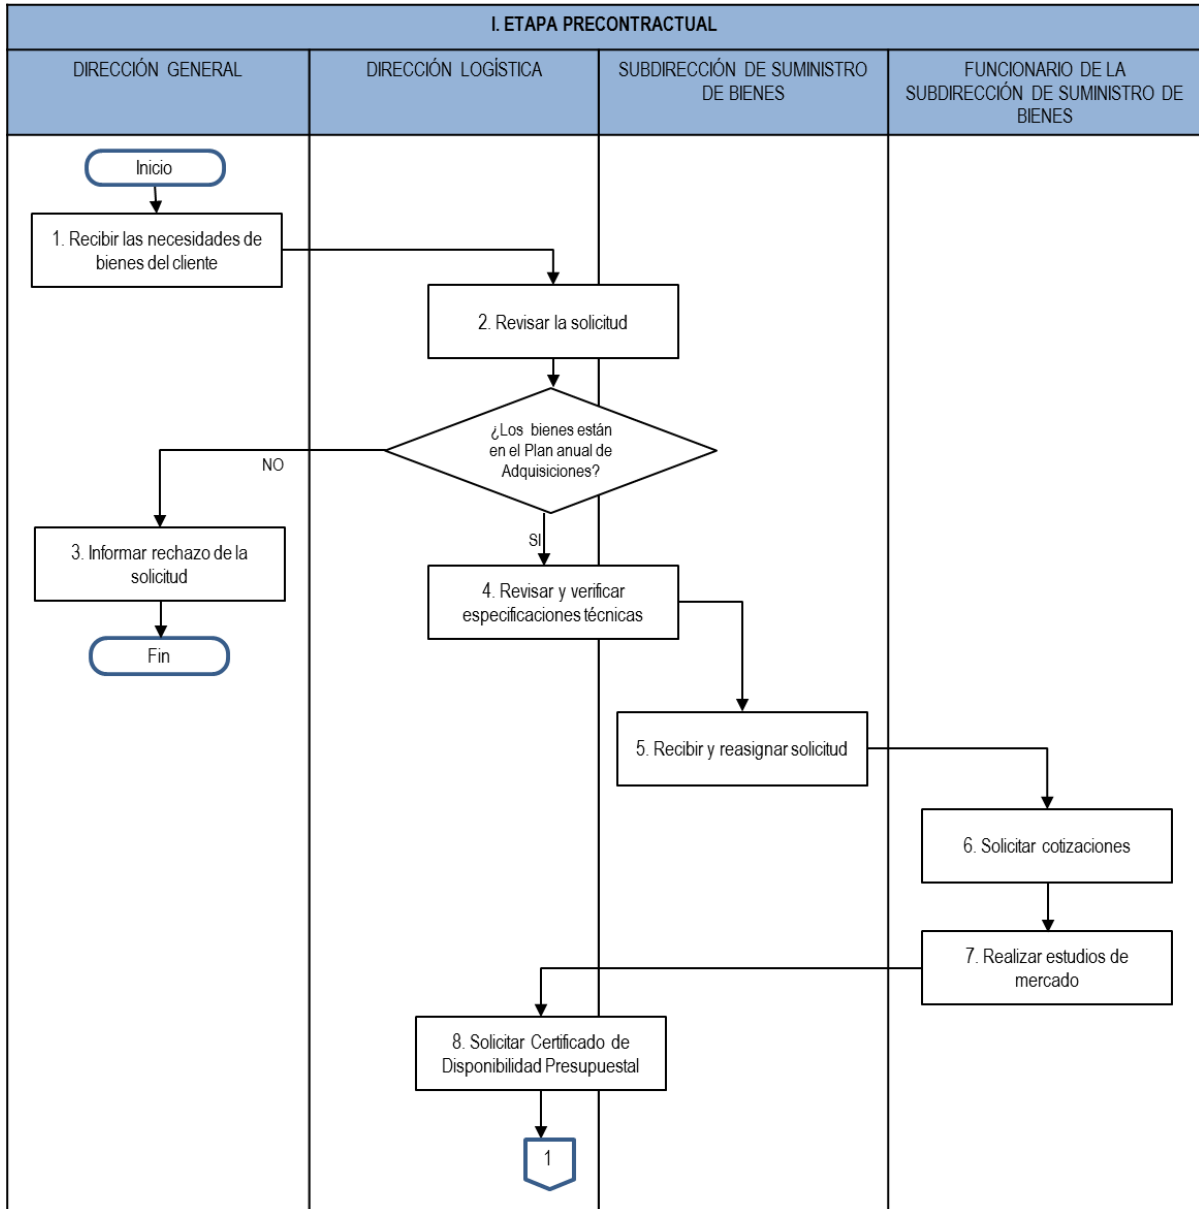 I. ETAPA PRECONTRACTUAL
DIRECCIÓN GENERAL
DIRECCIÓN LOGÍSTICA
SUBDIRECCIÓN DE SUMINISTRO
DE BIENES
FUNCIONARIO DE LA
SUBDIRECCIÓN DE SUMINISTRO DE
BIENES
Inicio
1. Recibir las necesidades de
bienes del cliente
2. Revisar la solicitud
¿Los bienes están
en el Plan anual de
Adquisiciones?
NO
3. Informar rechazo de la
solicitud
SI
4. Revisar y verificar
especificaciones técnicas
Fin
5. Recibir y reasignar solicitud
6. Solicitar cotizaciones
7. Realizar estudios de
mercado
8. Solicitar Certificado de
Disponibilidad Presupuestal
1